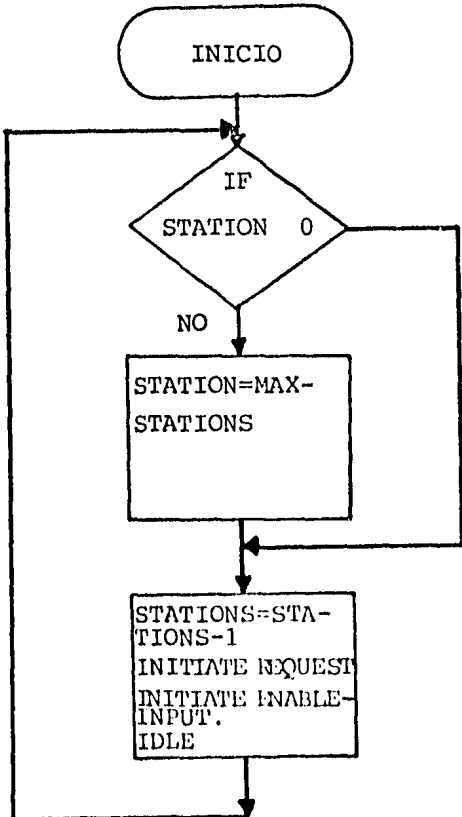 INICIO
IF
STATION 0
NO
STATION=MAX-
STATIONS
STATIONS=STA-
TIONS-1
INITIATE REQUEST
INITIATE ENABLE-
INPUT.
IDLE